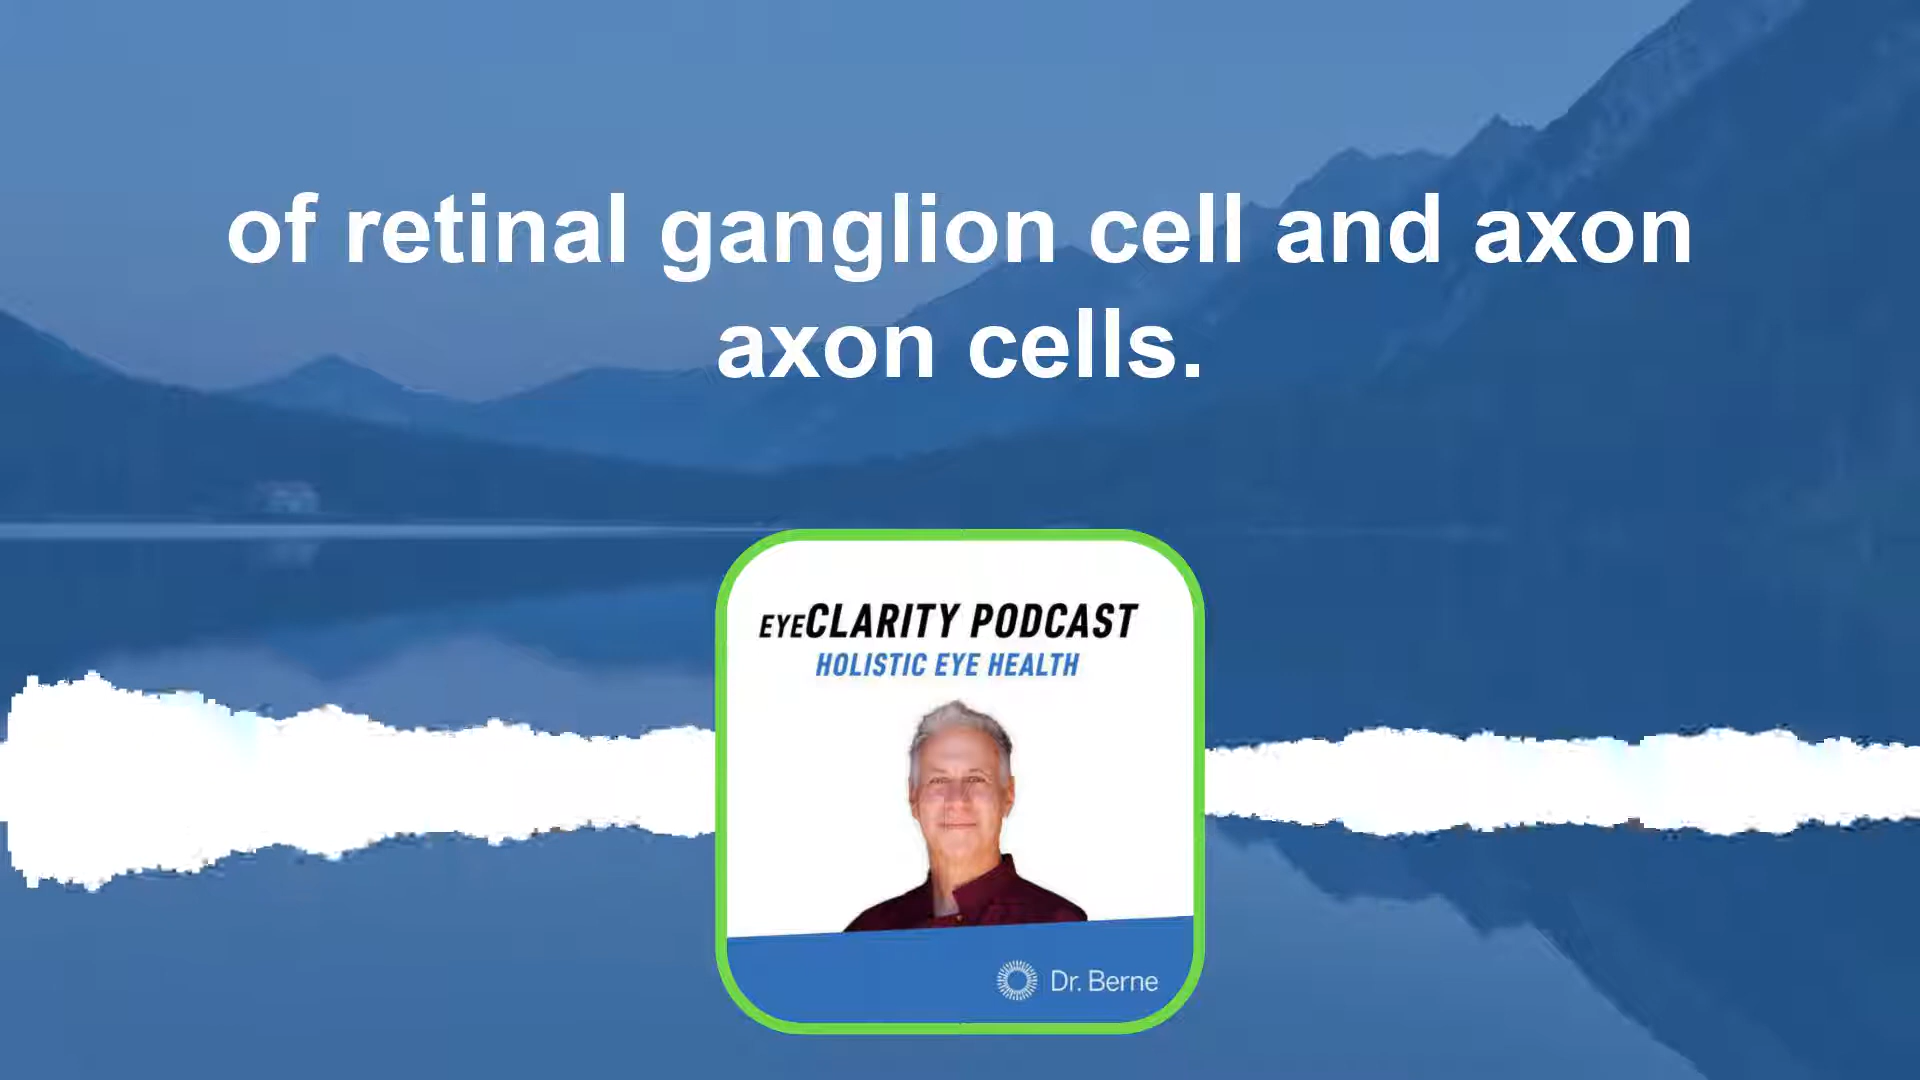 of retinal ganglion cell and axon
axon cells.
EYECLARITY PODCAST
HOLISTIC EYE HEALTH
Dr. Berne